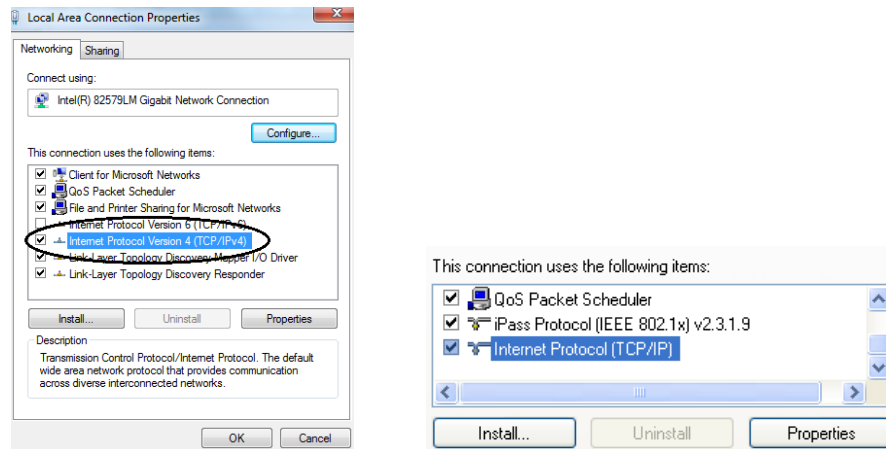 Local Area Connection Properties
Networking
Sharing
Connect using:
Intel(R) 82579LM Gigabit Network Connection
Configure...
This connection uses the following items:
Client for Microsoft Networks
QoS Packet Scheduler
File and Printer Sharing for Microsoft Networks
Internet Protocol Version 6 (TCP/IPv6)
Internet Protocol Version 4 (TCP/IPv4)
Link-Layer Topology Discovery Mapper I/O Driver
Link-Layer Topology Discovery Responder
Install...
Uninstall
Properties
Description
Transmission Control Protocol/Internet Protocol. The default
wide area network protocol that provides communication
across diverse interconnected networks.
OK
Cancel
This connection uses the following items:
QoS Packet Scheduler
iPass Protocol (IEEE 802.1x) v2.3.1.9
Internet Protocol (TCP/IP)
Install...
Uninstall
Properties